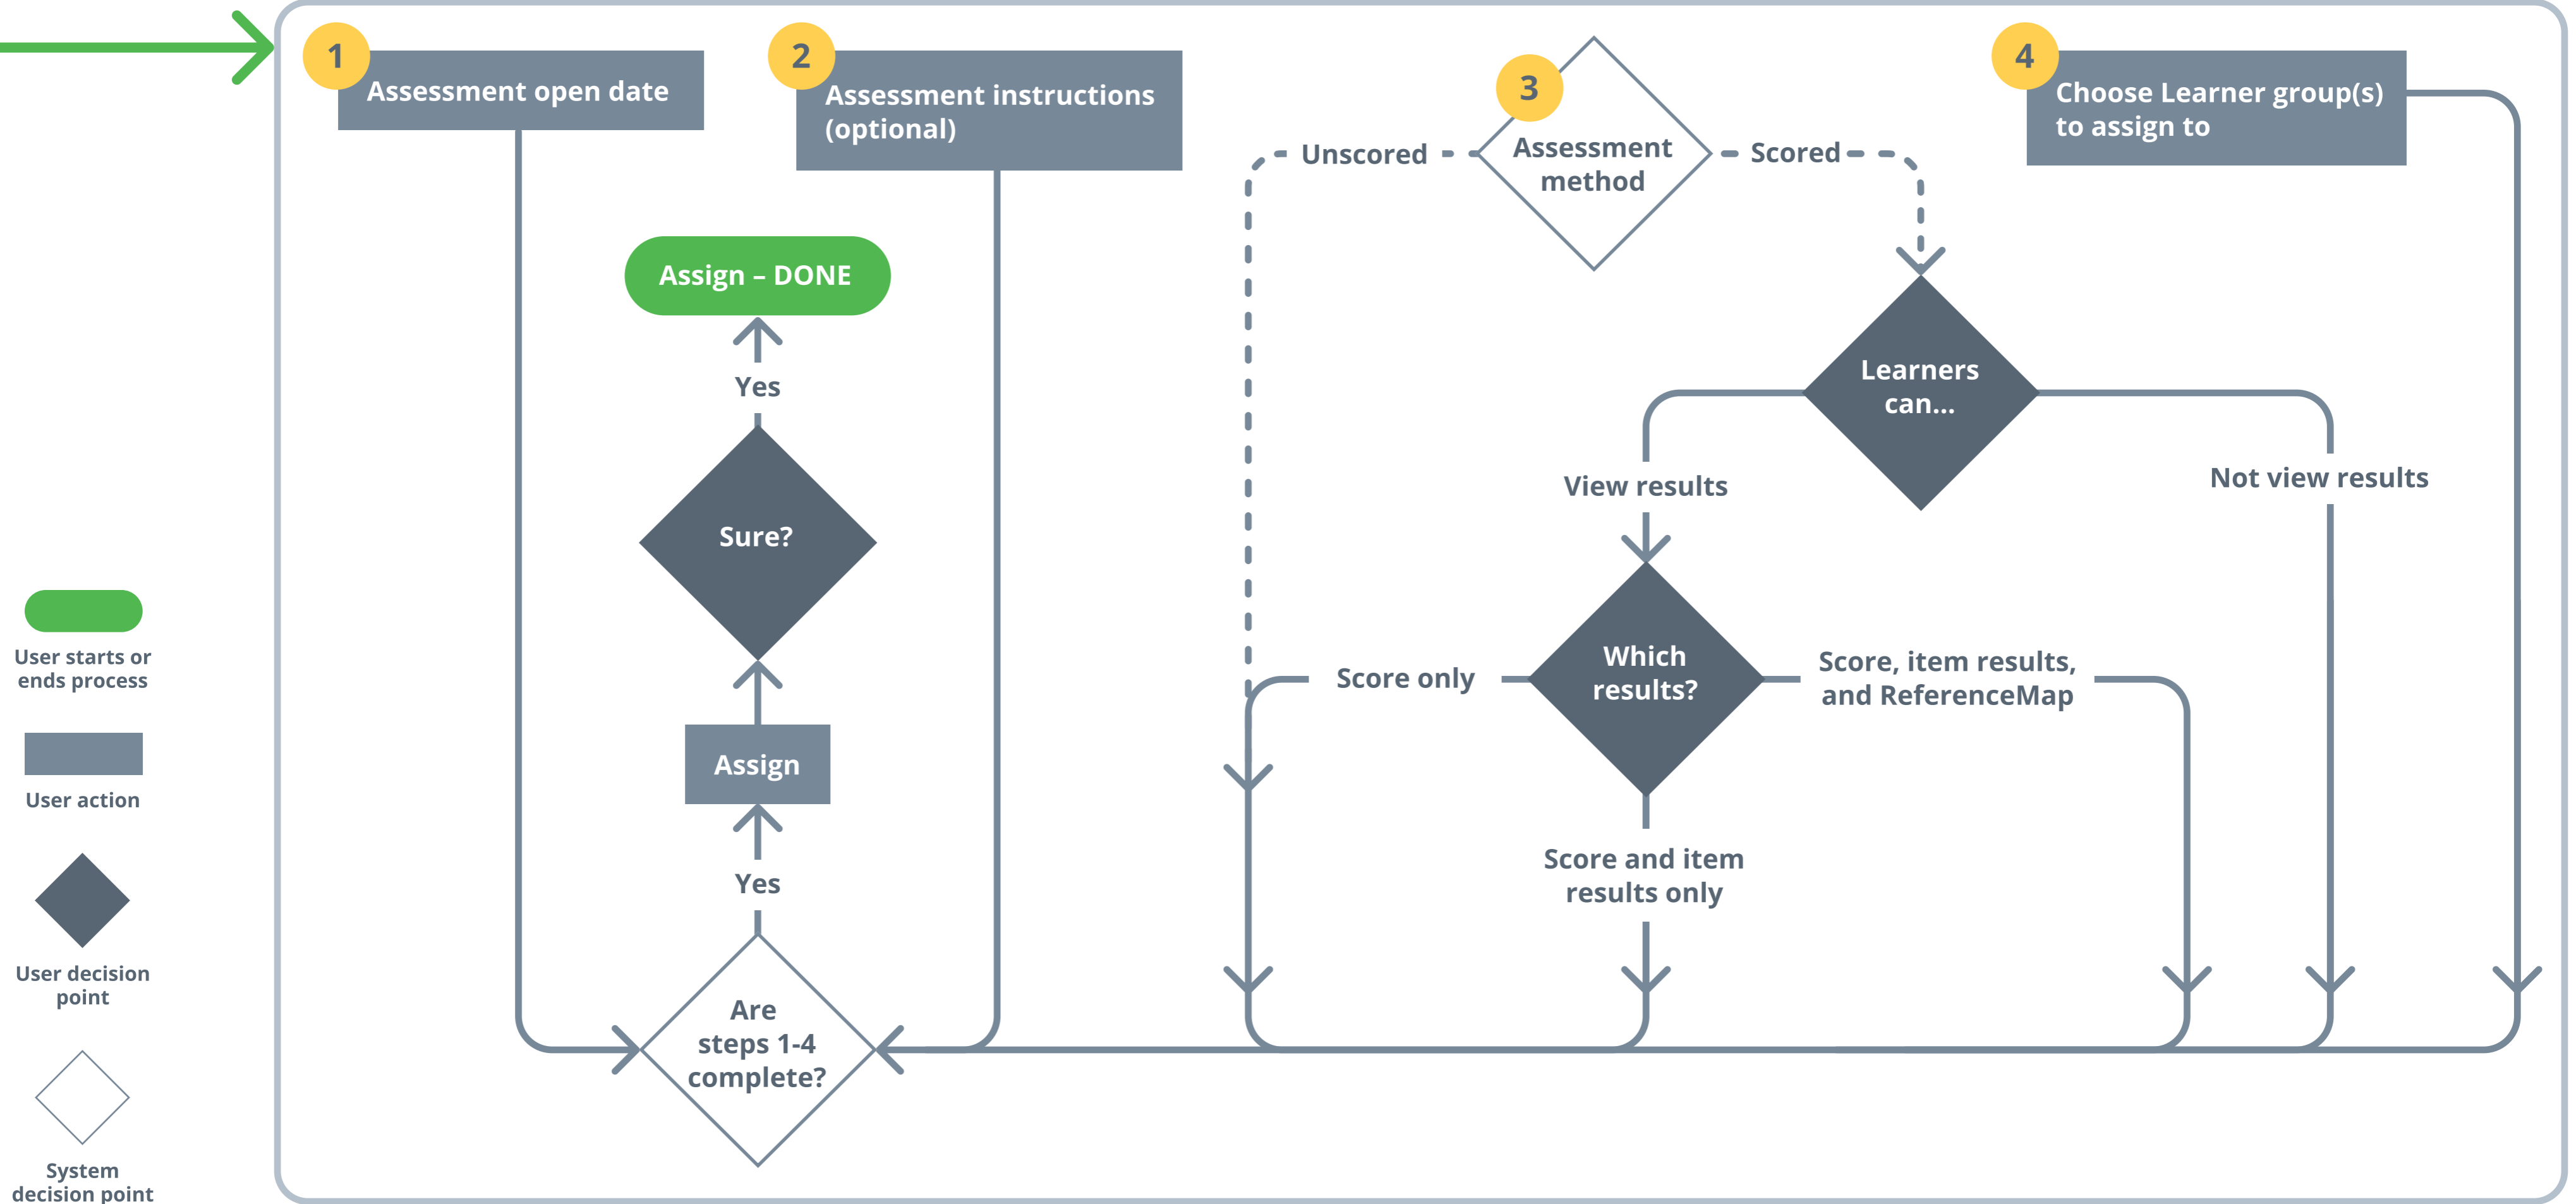 1
Assessment open date
2
Assessment instructions
(optional)
3
Assessment
method
Unscored
Scored
4
Choose Learner group(s)
to assign to
Assign – DONE
Yes
Sure?
Assign
Yes
Are
steps 1-4
complete?
Learners
can...
View results
Not view results
Which
results?
Score only
Score, item results,
and ReferenceMap
Score and item
results only
User starts or
ends process
User action
User decision
point
System
decision point